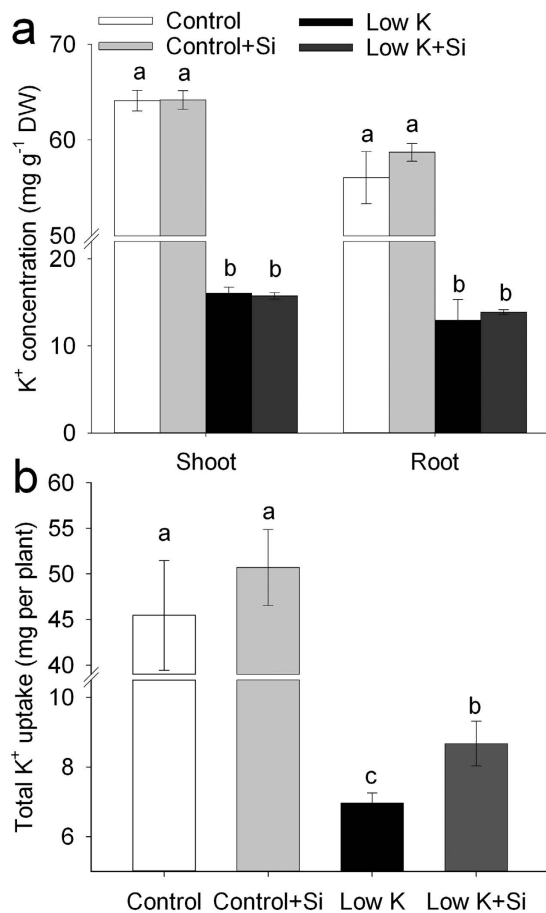 a
Control
Low K
Control+Si
Low K+Si
K⁺ concentration (mg g⁻¹ DW)
70
60
50
20
10
0
a a
b b
a a
b b
Shoot Root
b
Total K⁺ uptake (mg per plant)
60
55
50
45
40
10
8
6
a
a
c
b
Control Control+Si Low K Low K+Si